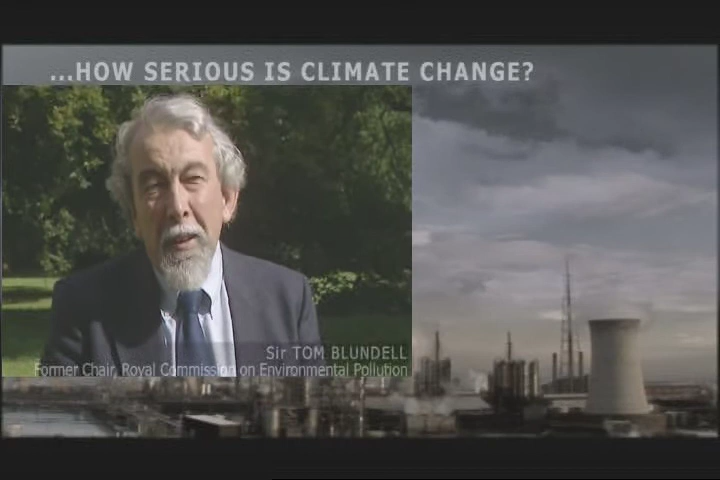 ...HOW SERIOUS IS CLIMATE CHANGE?
Sir TOM BLUNDELL
Former Chair, Royal Commission on Environmental Pollution